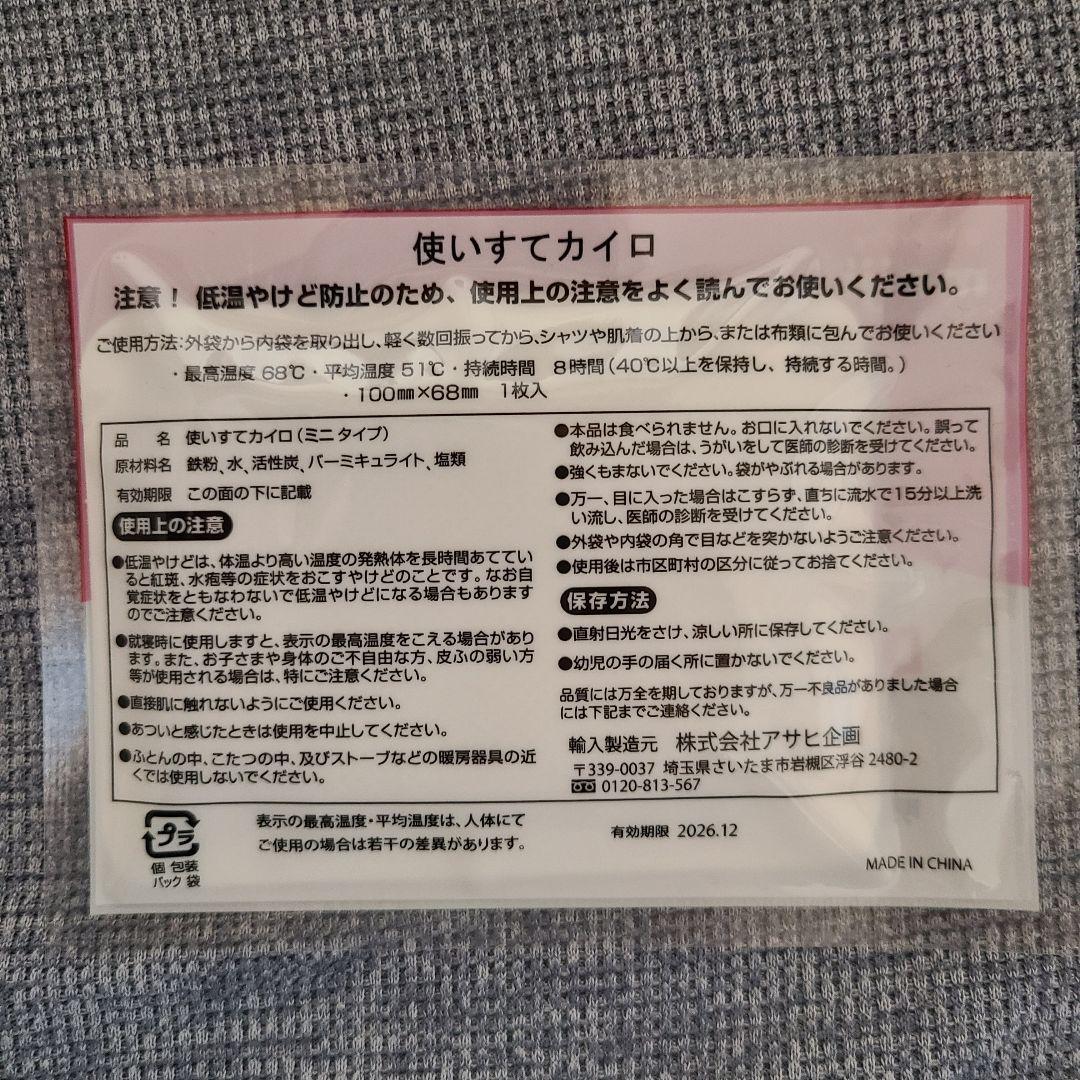 使いすてカイロ
注意！ 低温やけど防止のため、使用上の注意をよく読んでお使いください。
ご使用方法:外袋から内袋を取り出し、軽く数回振ってから、シャツや肌着の上から、または布類に包んでお使いください
・最高温度 68℃・平均温度 51℃・持続時間 8時間(40℃以上を保持し、持続する時間。)
・100㎜×68㎜ 1枚入
品 名 使いすてカイロ(ミニタイプ)
原材料名 鉄粉、水、活性炭、バーミキュライト、塩類
有効期限 この面の下に記載
使用上の注意
●低温やけどは、体温より高い温度の発熱体を長時間あててい
ると紅斑、水疱等の症状をおこすやけどのことです。なお自
覚症状をともなわないで低温やけどになる場合もあります
のでご注意ください。
●就寝時に使用しますと、表示の最高温度をこえる場合があり
ます。また、お子さまや身体のご不自由な方、皮ふの弱い方
等が使用される場合は、特にご注意ください。
●直接肌に触れないようにご使用ください。
●あついと感じたときは使用を中止してください。
●ふとんの中、こたつの中、及びストーブなどの暖房器具の近
くでは使用しないでください。
●本品は食べられません。お口に入れないでください。誤って
飲み込んだ場合は、うがいをして医師の診断を受けてください。
●強くもまないでください。袋がやぶれる場合があります。
●万一、目に入った場合はこすらず、直ちに流水で15分以上洗
い流し、医師の診断を受けてください。
●外袋や内袋の角で目などを突かないようご注意ください。
●使用後は市区町村の区分に従ってお捨てください。
保存方法
●直射日光をさけ、涼しい所に保存してください。
●幼児の手の届く所に置かないでください。
品質には万全を期しておりますが、万一不良品がありました場合
には下記までご連絡ください。
輸入製造元 株式会社アサヒ企画
〒339-0037 埼玉県さいたま市岩槻区浮谷2480-2
0120-813-567
プラ
個 包装
パック 袋
表示の最高温度・平均温度は、人体にて
ご使用の場合は若干の差異があります。
有効期限 2026.12
MADE IN CHINA